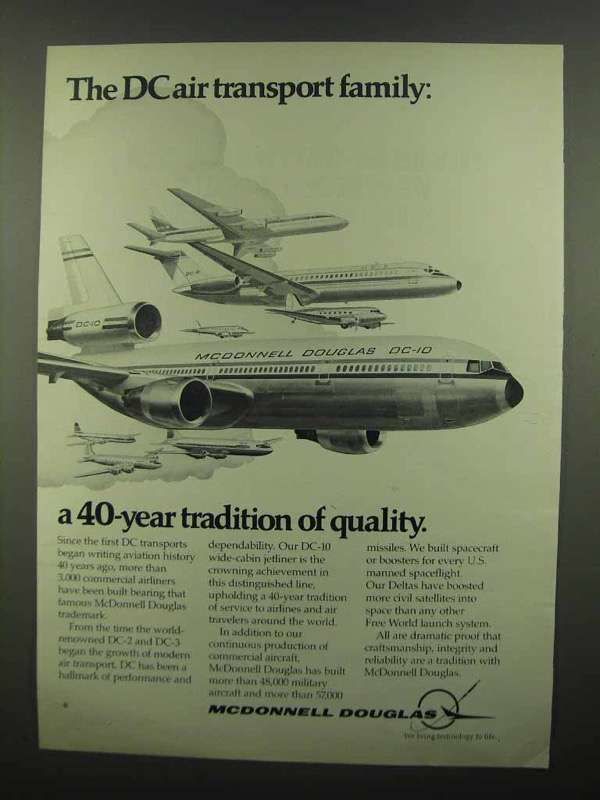 The DC air transport family:
DC-10
McDONNELL DOUGLAS DC-10
a 40-year tradition of quality.
Since the first DC transports
began writing aviation history
40 years ago, more than
3,000 commercial airliners
have been built bearing that
famous McDonnell Douglas
trademark.
From the time the world-
renowned DC-2 and DC-3
began the growth of modern
air transport, DC has been a
hallmark of performance and
dependability. Our DC-10
wide-cabin jetliner is the
crowning achievement in
this distinguished line,
upholding a 40-year tradition
of service to airlines and air
travelers around the world.
In addition to our
continuous production of
commercial aircraft,
McDonnell Douglas has built
more than 48,000 military
aircraft and more than 57,000
missiles. We built spacecraft
or boosters for every U.S.
manned spaceflight.
Our Deltas have boosted
more civil satellites into
space than any other
Free World launch system.
All are dramatic proof that
craftsmanship, integrity and
reliability are a tradition with
McDonnell Douglas.
MCDONNELL DOUGLAS
We bring technology to life.